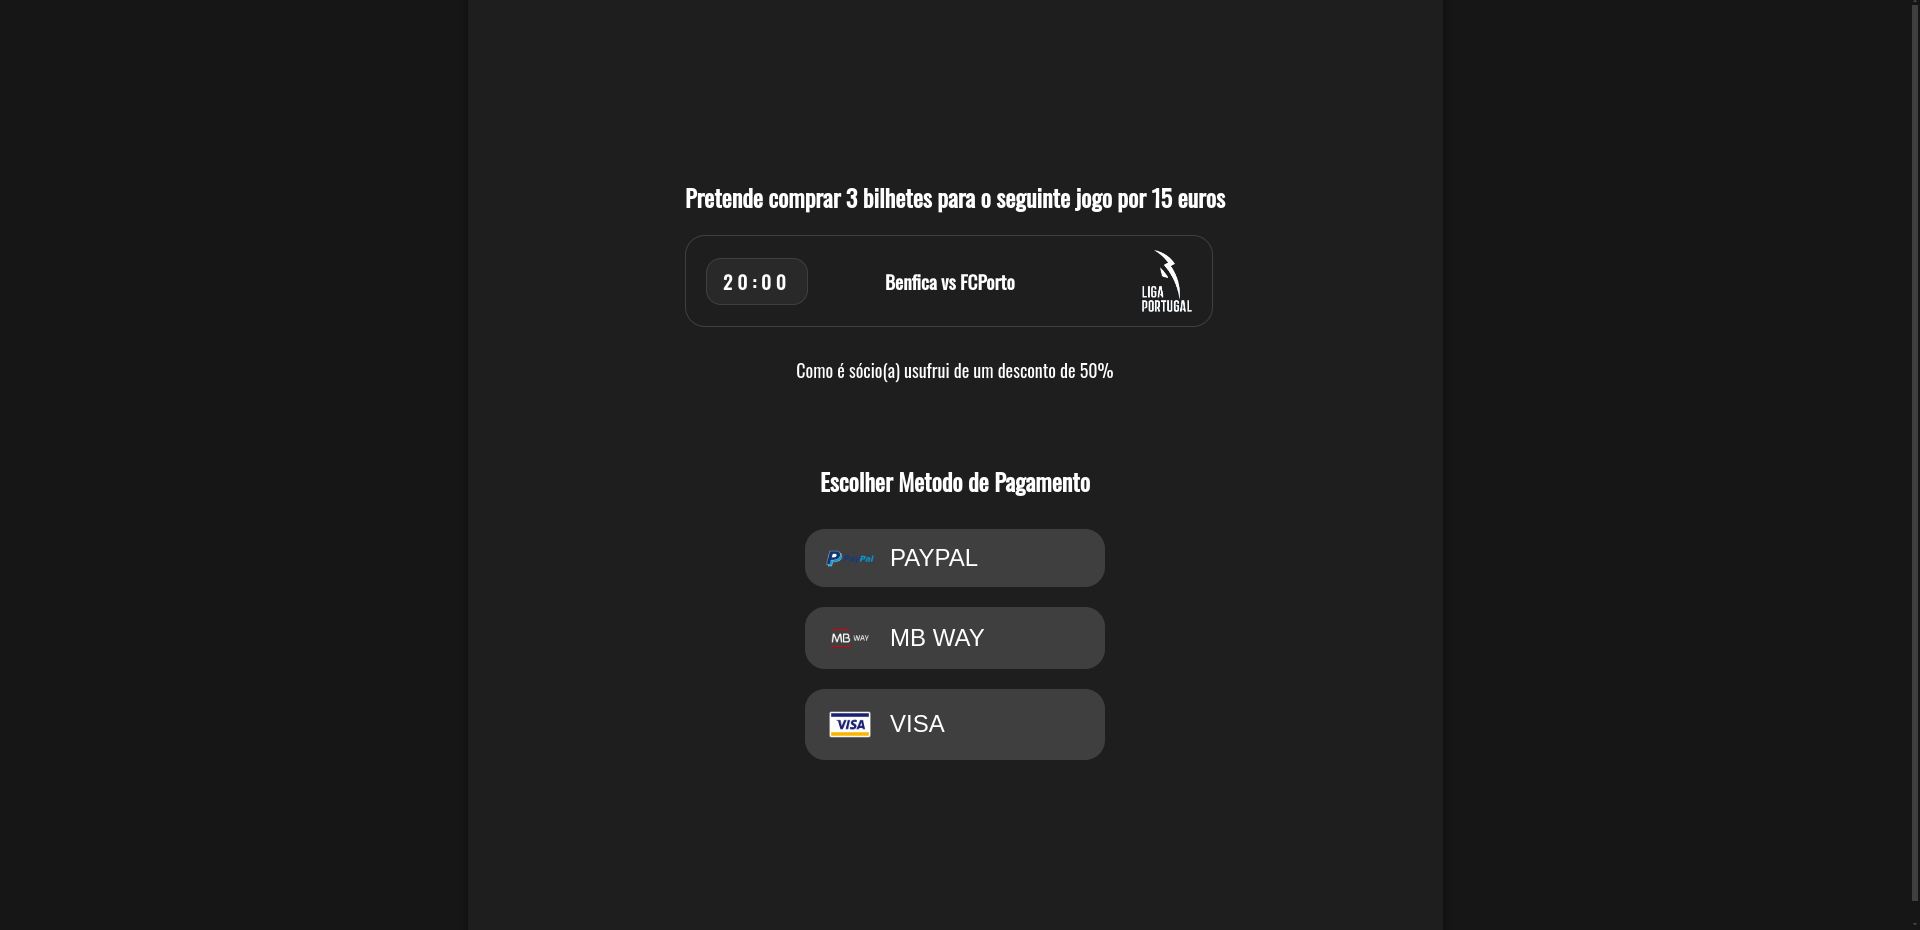 Pretende comprar 3 bilhetes para o seguinte jogo por 15 euros
20:00
Benfica vs FCPorto
LIGA
PORTUGAL
Como é sócio(a) usufrui de um desconto de 50%
Escolher Metodo de Pagamento
PayPal PAYPAL
MB WAY MB WAY
VISA VISA